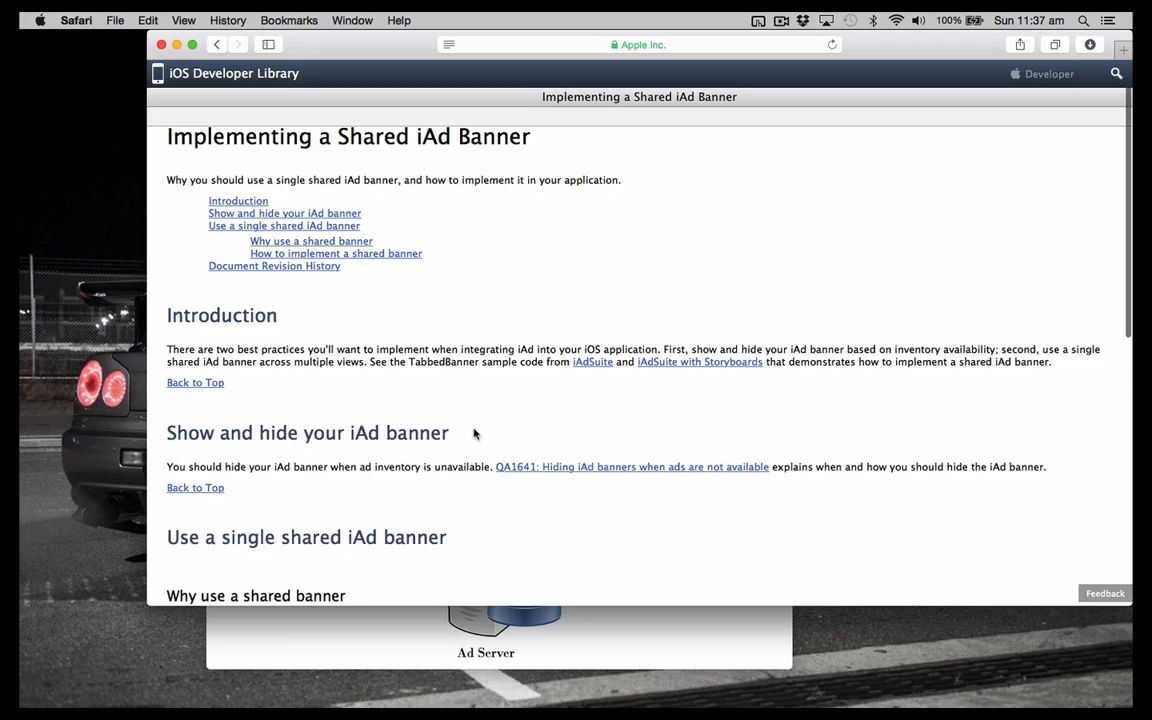 Safari File Edit View History Bookmarks Window Help 100% Sun 11:37 am
Apple Inc.
iOS Developer Library Developer
Implementing a Shared iAd Banner
Implementing a Shared iAd Banner
Why you should use a single shared iAd banner, and how to implement it in your application.
Introduction
Show and hide your iAd banner
Use a single shared iAd banner
Why use a shared banner
How to implement a shared banner
Document Revision History
Introduction
There are two best practices you'll want to implement when integrating iAd into your iOS application. First, show and hide your iAd banner based on inventory availability; second, use a single
shared iAd banner across multiple views. See the TabbedBanner sample code from iAdSuite and iAdSuite with Storyboards that demonstrates how to implement a shared iAd banner.
Back to Top
Show and hide your iAd banner
You should hide your iAd banner when ad inventory is unavailable. QA1641: Hiding iAd banners when ads are not available explains when and how you should hide the iAd banner.
Back to Top
Use a single shared iAd banner
Why use a shared banner
Feedback
Ad Server